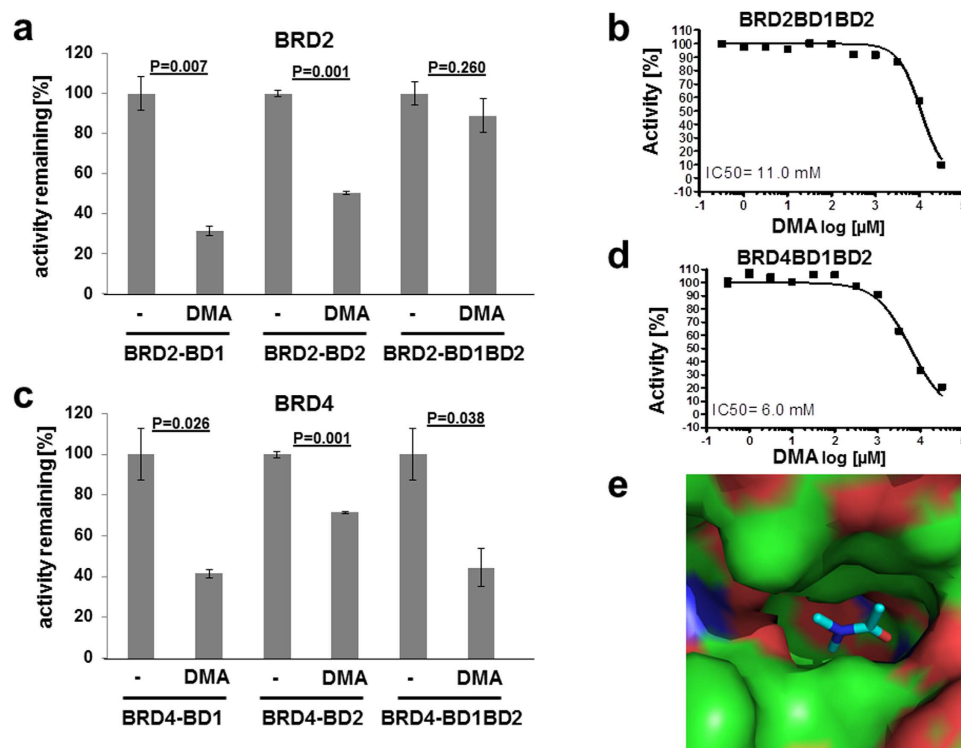 a
BRD2
activity remaining [%]
120
100
80
60
40
20
0
P=0.007
P=0.001
P=0.260
- DMA - DMA - DMA
BRD2-BD1 BRD2-BD2 BRD2-BD1BD2
b
BRD2BD1BD2
Activity [%]
110
100
90
80
70
60
50
40
30
20
10
0
-10
IC50= 11.0 mM
-1 0 1 2 3 4 5
DMA log [µM]
c
BRD4
activity remaining [%]
120
100
80
60
40
20
0
P=0.026
P=0.001
P=0.038
- DMA - DMA - DMA
BRD4-BD1 BRD4-BD2 BRD4-BD1BD2
d
BRD4BD1BD2
Activity [%]
110
100
90
80
70
60
50
40
30
20
10
0
-10
IC50= 6.0 mM
-1 0 1 2 3 4 5
DMA log [µM]
e